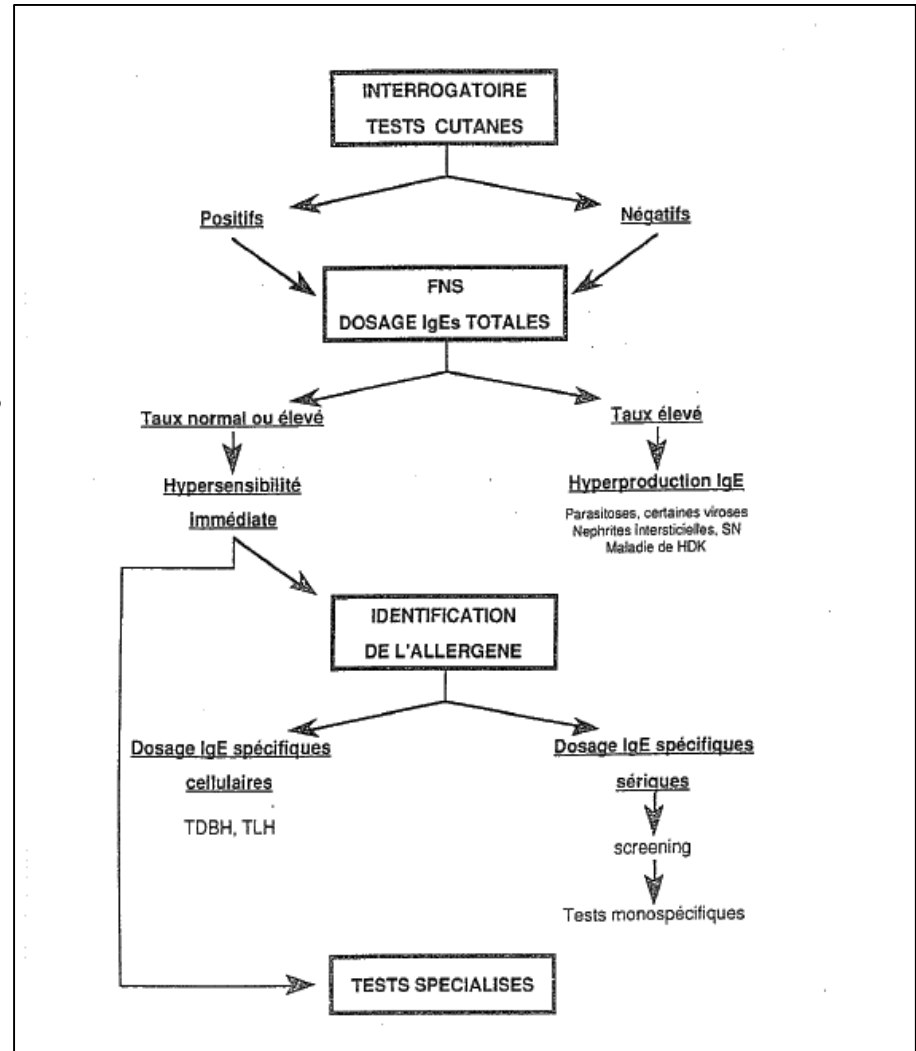 INTERROGATOIRE
TESTS CUTANES
Positifs
Négatifs
FNS
DOSAGE IgEs TOTALES
Taux normal ou élevé
Taux élevé
Hypersensibilité
immédiate
Hyperproduction IgE
Parasitoses, certaines viroses
Nephrites intersticielles, SN
Maladie de HDK
IDENTIFICATION
DE L'ALLERGENE
Dosage IgE spécifiques
cellulaires
TDBH, TLH
Dosage IgE spécifiques
sériques
screening
Tests monospécifiques
TESTS SPECIALISES